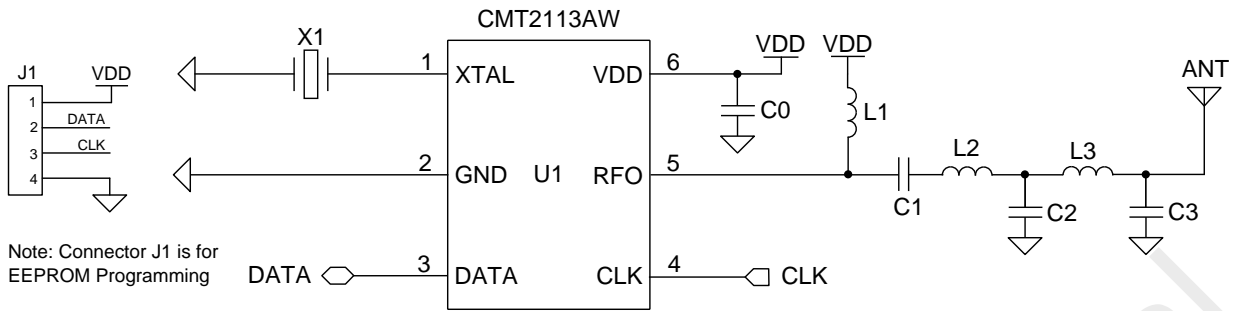 CMT2113AW
X1
J1
VDD
1
DATA
2
CLK
3
4
1
XTAL
VDD
6
VDD
VDD
C0
L1
ANT
2
GND
U1
RFO
5
C1
L2
L3
C2
C3
Note: Connector J1 is for
EEPROM Programming
DATA
3
DATA
CLK
4
CLK